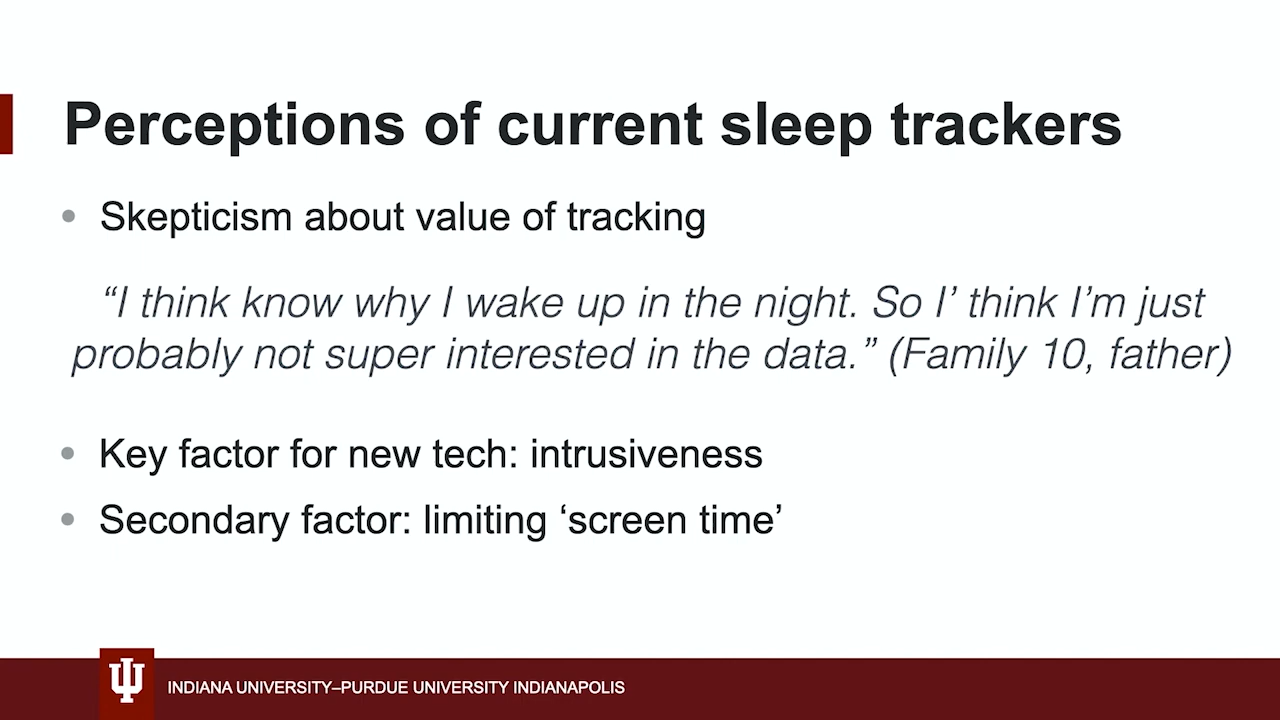 Perceptions of current sleep trackers
• Skepticism about value of tracking
“I think know why I wake up in the night. So I’ think I’m just
probably not super interested in the data.” (Family 10, father)
• Key factor for new tech: intrusiveness
• Secondary factor: limiting ‘screen time’
INDIANA UNIVERSITY–PURDUE UNIVERSITY INDIANAPOLIS